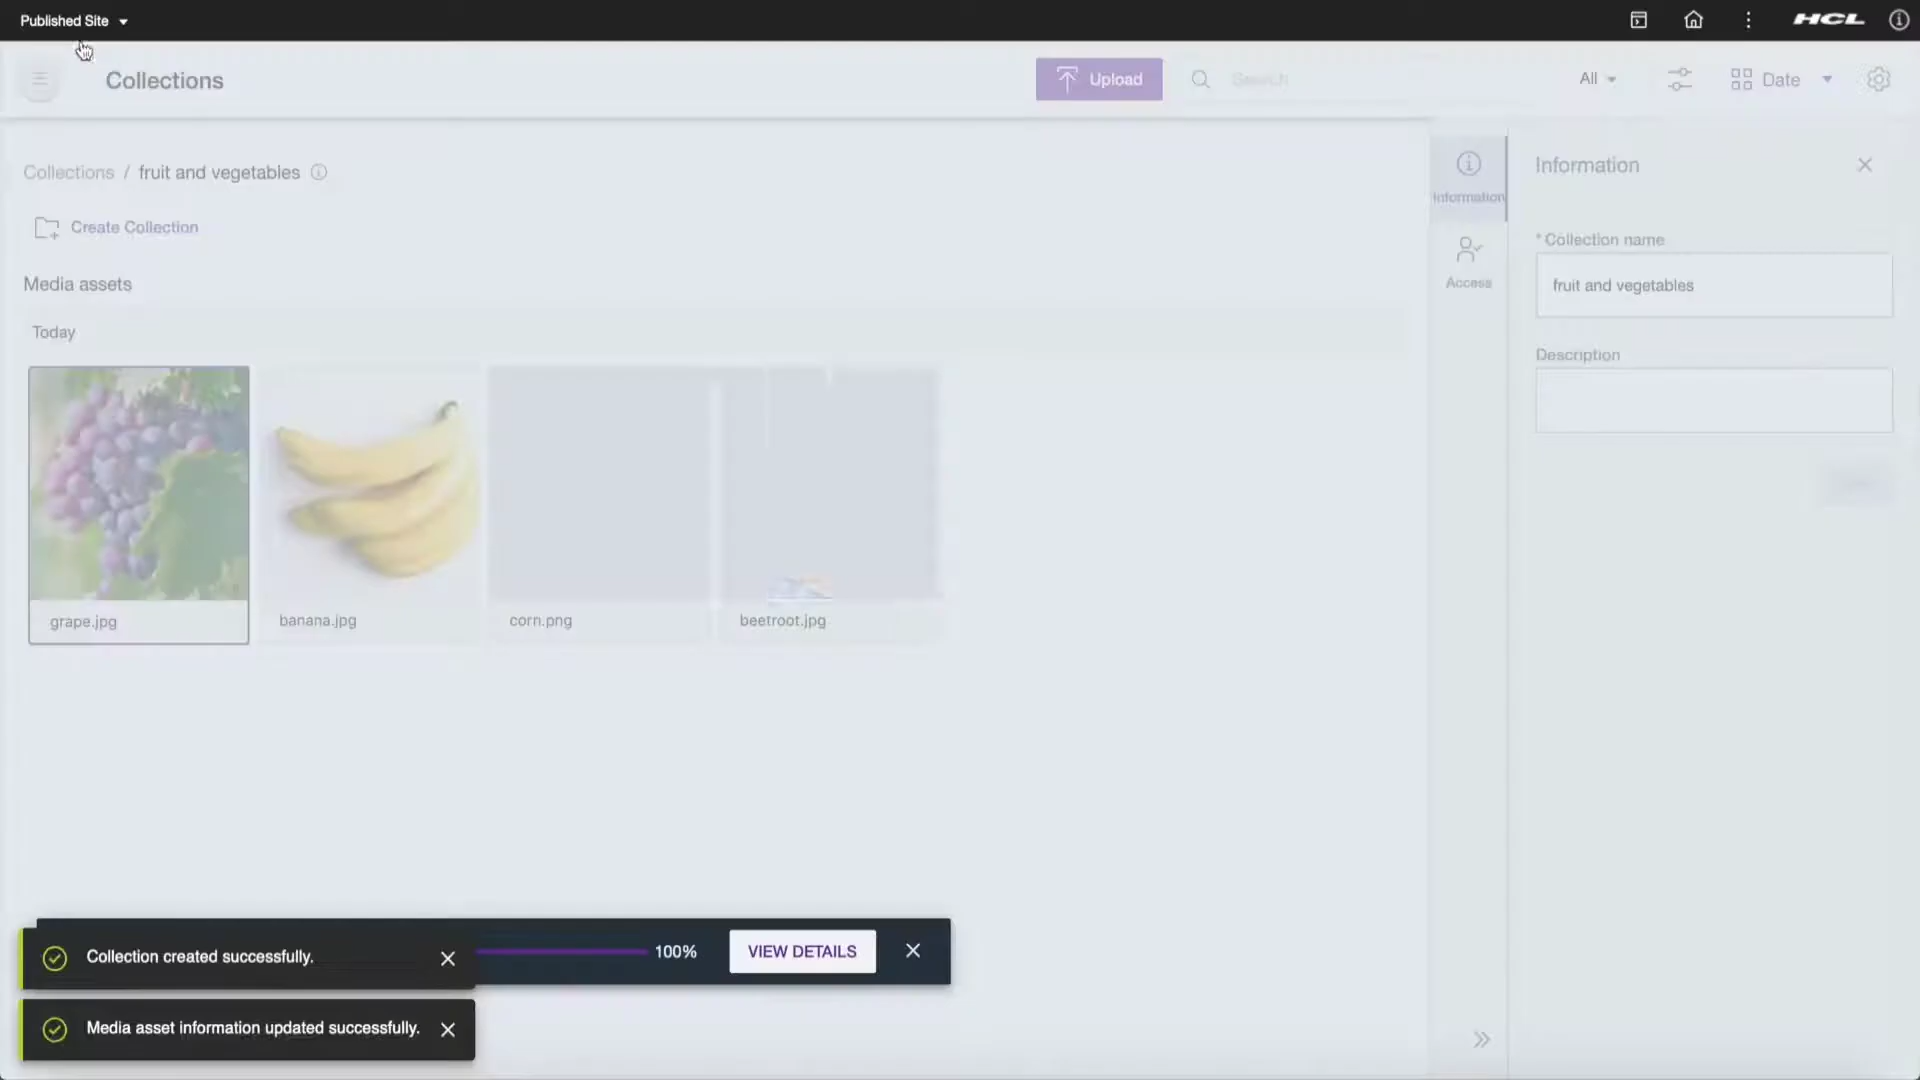 Published Site
HCL
Collections
Upload
Search
All
Date
Collections / fruit and vegetables
Create Collection
Media assets
Today
grape.jpg
banana.jpg
corn.png
beetroot.jpg
Information
Access
Information
* Collection name
fruit and vegetables
Description
Collection created successfully.
100%
VIEW DETAILS
Media asset information updated successfully.